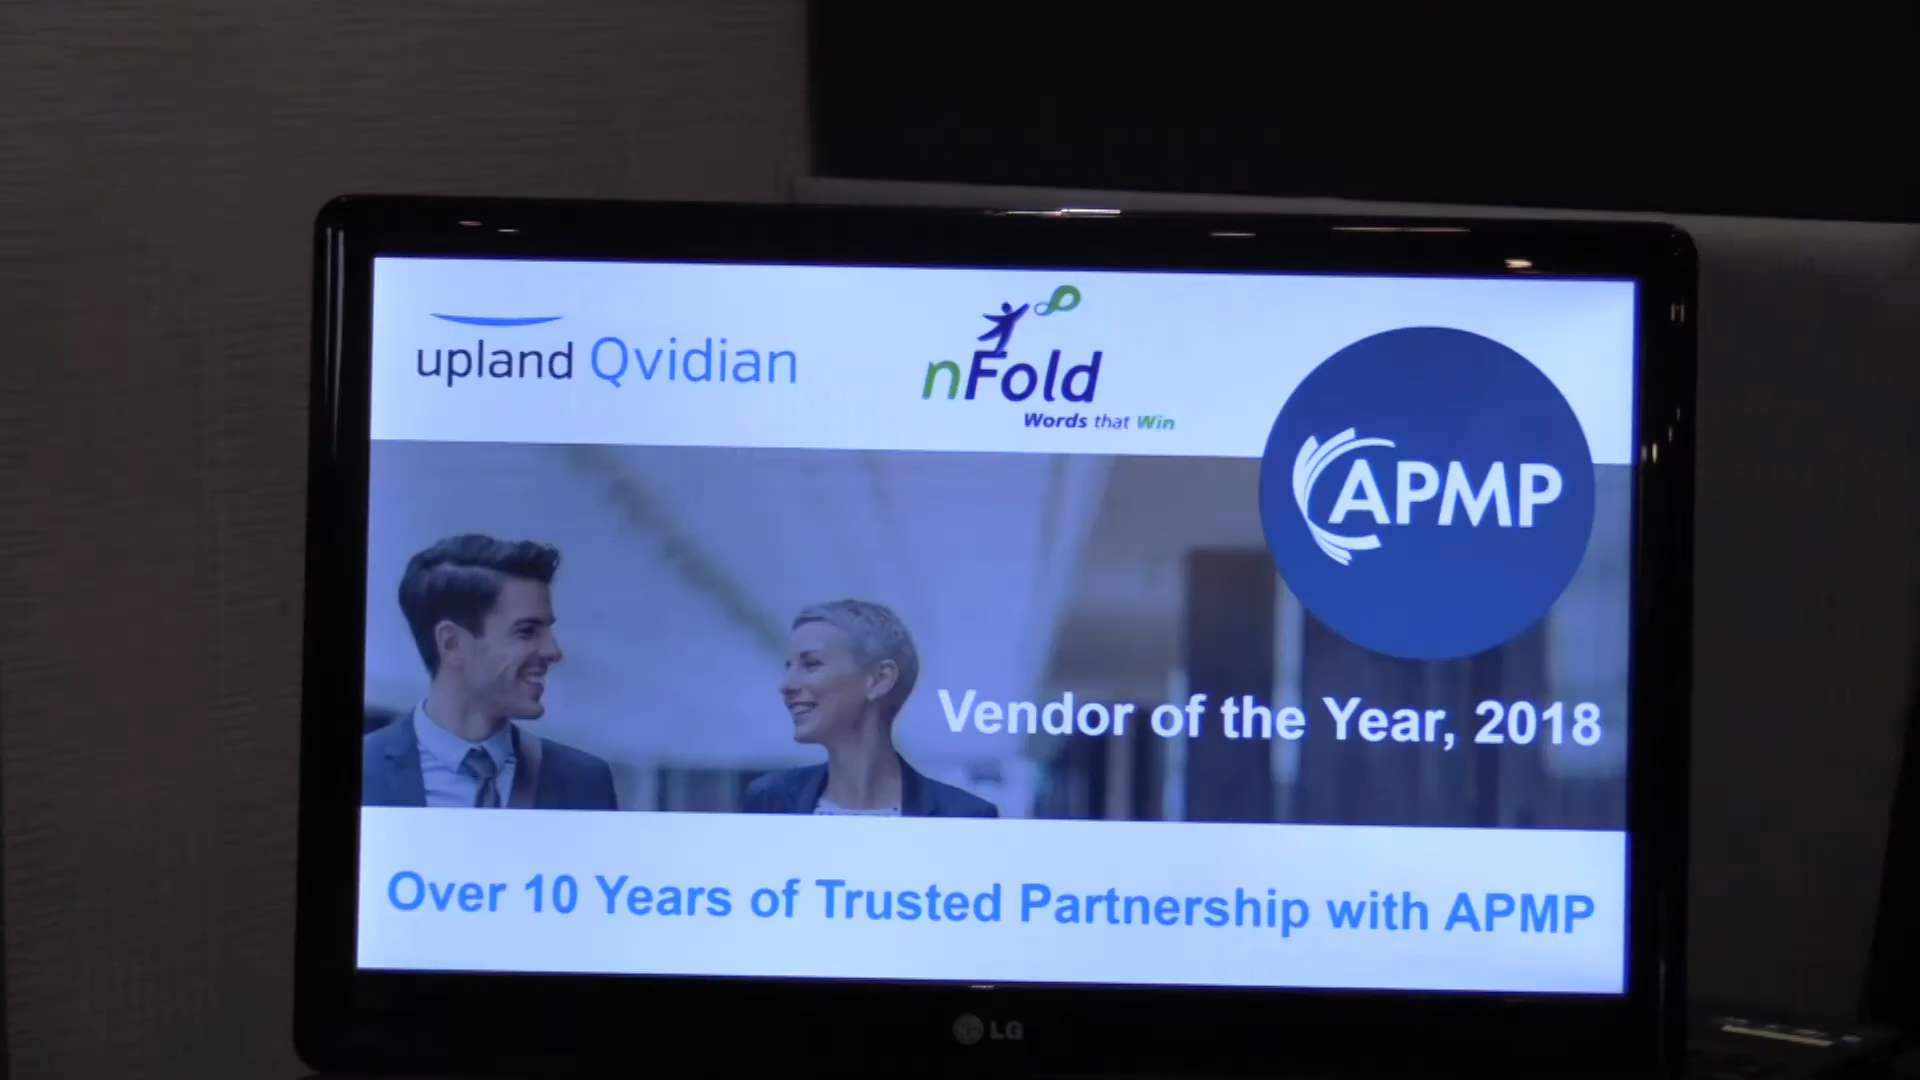 upland Qvidian
nFold
Words that Win
APMP
Vendor of the Year, 2018
Over 10 Years of Trusted Partnership with APMP
LG